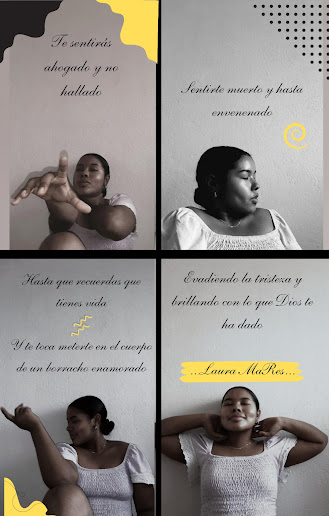 Te sentirás
ahogado y no
hallado
Sentirte muerto y hasta
envenenado
Hasta que recuerdas que
tienes vida
Y te toca meterte en el cuerpo
de un borracho enamorado
Evadiendo la tristeza y
brillando con lo que Dios te
ha dado
...Laura MaRes...